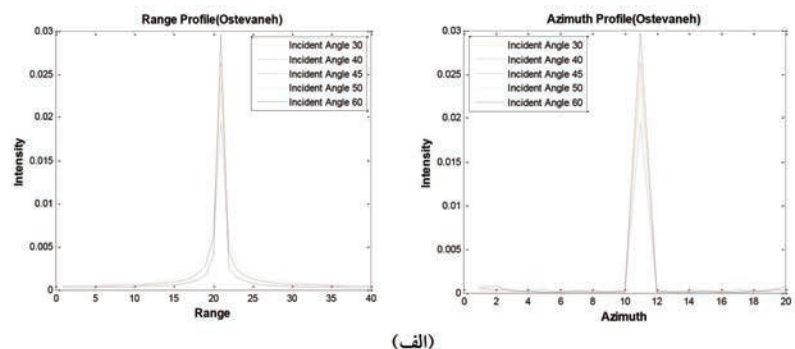 Range Profile(Ostevaneh)
0.03
0.025
0.02
0.015
0.01
0.005
0
Intensity
Incident Angle 30
Incident Angle 40
Incident Angle 45
Incident Angle 50
Incident Angle 60
0 5 10 15 20 25 30 35 40
Range
Azimuth Profile(Ostevaneh)
0.03
0.025
0.02
0.015
0.01
0.005
0
Intensity
Incident Angle 30
Incident Angle 40
Incident Angle 45
Incident Angle 50
Incident Angle 60
0 2 4 6 8 10 12 14 16 18 20
Azimuth
(الف)